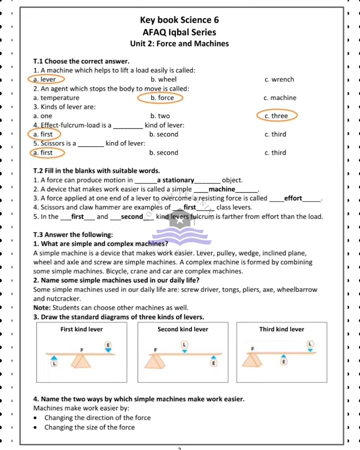 Key book Science 6
AFAQ Iqbal Series
Unit 2: Force and Machines
T.1 Choose the correct answer.
1. A machine which helps to lift a load easily is called:
a. lever b. wheel c. wrench
2. An agent which stops the body to move is called:
a. temperature b. force c. machine
3. Kinds of lever are:
a. one b. two c. three
4. Effect-fulcrum-load is a ________ kind of lever:
a. first b. second c. third
5. Scissors is a _______ kind of lever:
a. first b. second c. third
T.2 Fill in the blanks with suitable words.
1. A force can produce motion in ______a stationary_______ object.
2. A device that makes work easier is called a simple ____machine______.
3. A force applied at one end of a lever to overcome a resisting force is called ____effort_____.
4. Scissors and claw hammer are examples of ___first_____ class levers.
5. In the ___first___ and ___second___ kind levers fulcrum is farther from effort than the load.
T.3 Answer the following:
1. What are simple and complex machines?
A simple machine is a device that makes work easier. Lever, pulley, wedge, inclined plane,
wheel and axle and screw are simple machines. A complex machine is formed by combining
some simple machines. Bicycle, crane and car are complex machines.
2. Name some simple machines used in our daily life?
Some simple machines used in our daily life are: screw driver, tongs, pliers, axe, wheelbarrow
and nutcracker.
Note: Students can choose other machines as well.
3. Draw the standard diagrams of three kinds of levers.
First kind lever Second kind lever Third kind lever
F E L
F L E
F L E
4. Name the two ways by which simple machines make work easier.
Machines make work easier by:
• Changing the direction of the force
• Changing the size of the force